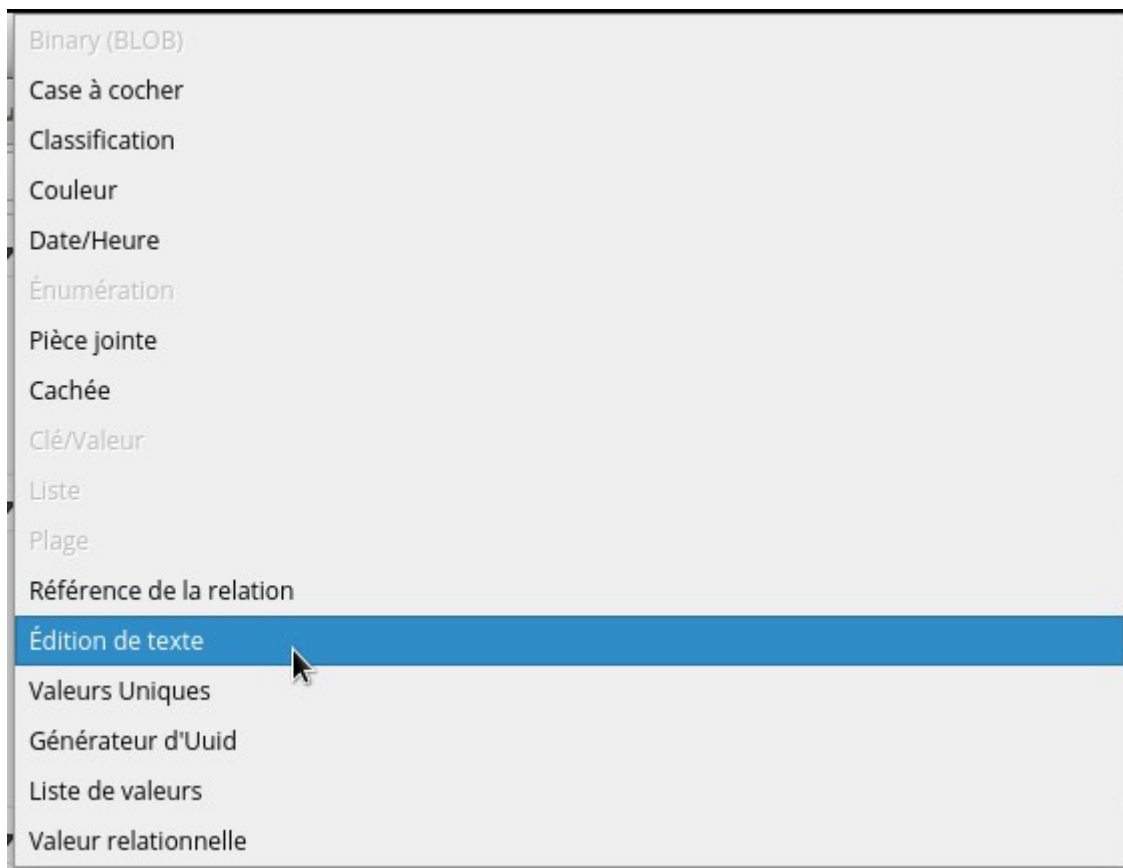 Binary (BLOB)
Case à cocher
Classification
Couleur
Date/Heure
Énumération
Pièce jointe
Cachée
Clé/Valeur
Liste
Plage
Référence de la relation
Édition de texte
Valeurs Uniques
Générateur d'Uuid
Liste de valeurs
Valeur relationnelle